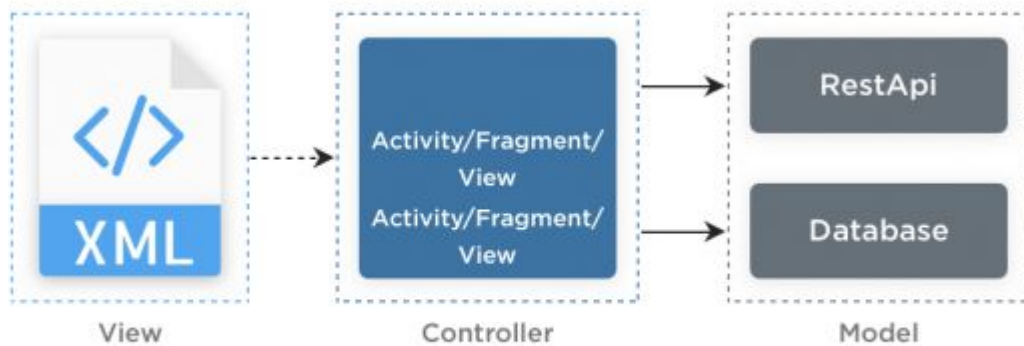 </>
XML
View
Activity/Fragment/
View
Activity/Fragment/
View
Controller
RestApi
Database
Model